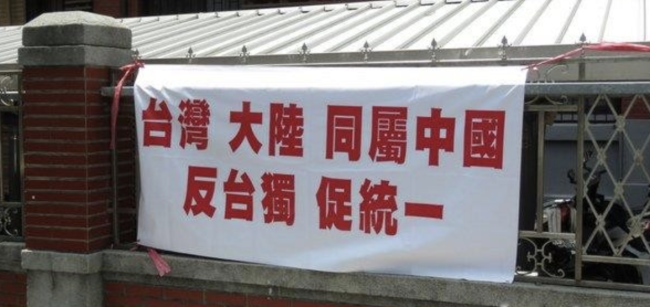 台灣 大陸 同屬中國
反台獨 促統一